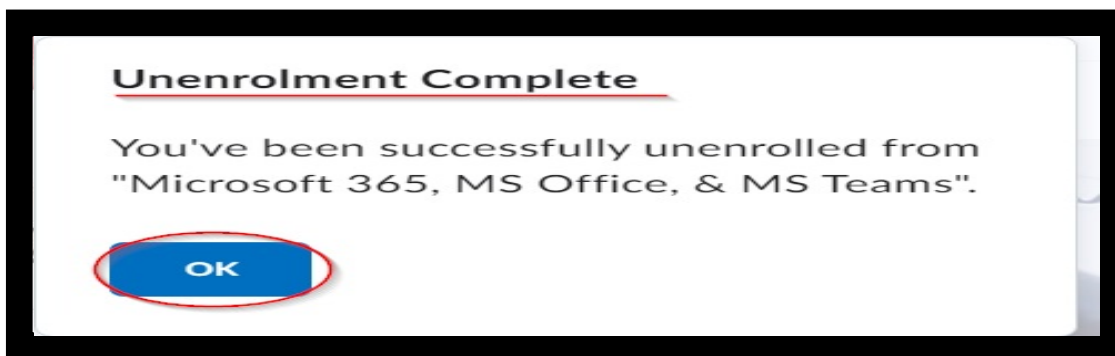 Unenrolment Complete
You've been successfully unenrolled from
"Microsoft 365, MS Office, & MS Teams".
OK